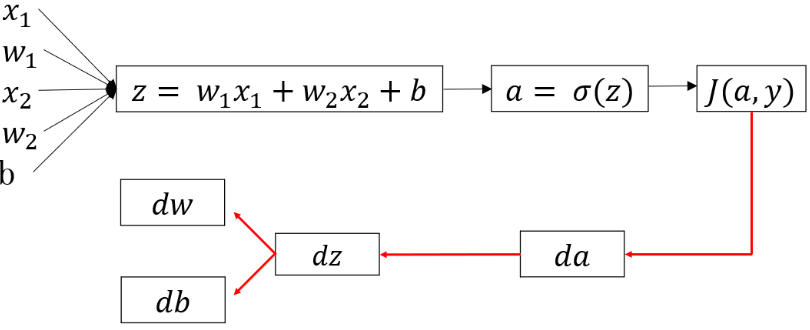 x₁
w₁
x₂
w₂
b
z = w₁x₁ + w₂x₂ + b
a = σ(z)
J(a, y)
dw
db
dz
da